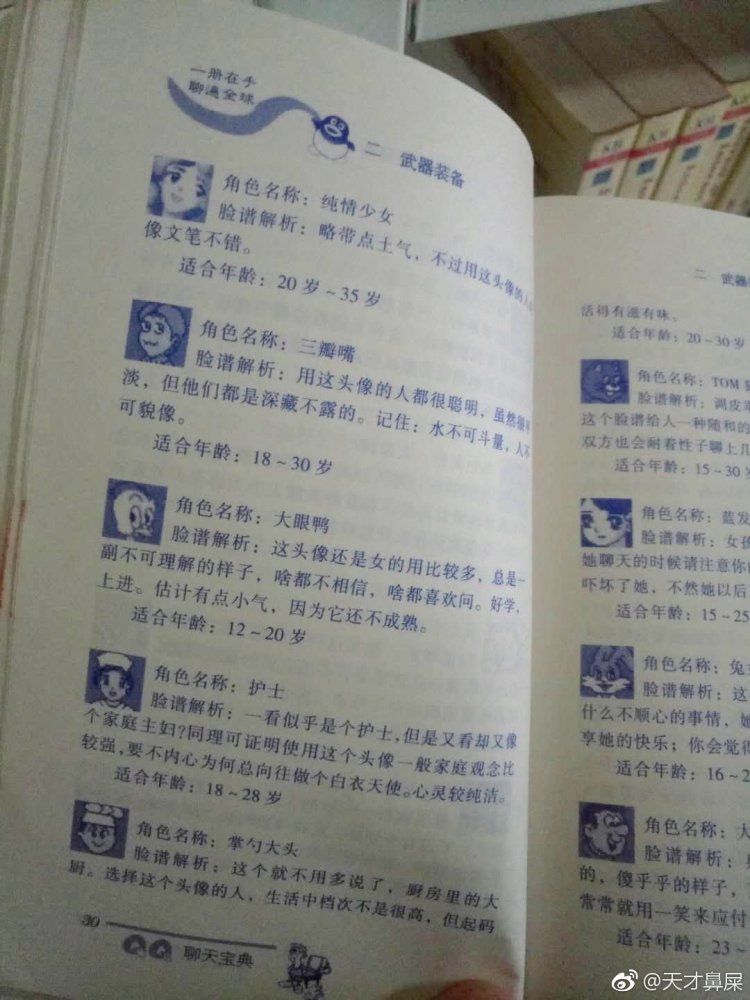 一册在手
聊遍全球
二 武器装备
角色名称：纯情少女
脸谱解析：略带点土气，不过用这头像的人
像文笔不错。
适合年龄：20岁～35岁
角色名称：三瓣嘴
脸谱解析：用这头像的人都很聪明，虽然很
淡，但他们都是深藏不露的。记住：水不可斗量，人不
可貌像。
适合年龄：18～30岁
角色名称：大眼鸭
脸谱解析：这头像还是女的用比较多，总是一
副不可理解的样子，啥都不相信，啥都喜欢问。好学，
上进。估计有点小气，因为它还不成熟。
适合年龄：12～20岁
角色名称：护士
脸谱解析：一看似乎是个护士，但是又看却又像
个家庭主妇？同理可证明使用这个头像一般家庭观念比
较强，要不内心为何总向往做个白衣天使。心灵较纯洁。
适合年龄：18～28岁
角色名称：掌勺大头
脸谱解析：这个就不用多说了，厨房里的大
厨。选择这个头像的人，生活中档次不是很高，但起码
30
QQ 聊天宝典
二 武器
活得有滋有味。
适合年龄：20～30岁
角色名称：TOM
脸谱解析：调皮
这个脸谱给人一种随和的
双方也会耐着性子聊上几
适合年龄：15～30岁
角色名称：蓝发
脸谱解析：女孩
她聊天的时候请注意你
吓坏了她，不然她以后
适合年龄：15～25
角色名称：兔
脸谱解析：这
什么不顺心的事情，她
享她的快乐；你会觉得
适合年龄：16～2
角色名称：大
脸谱解析：
的，傻乎乎的样子，
常常就用一笑来应付
适合年龄：23～
@天才鼻屎